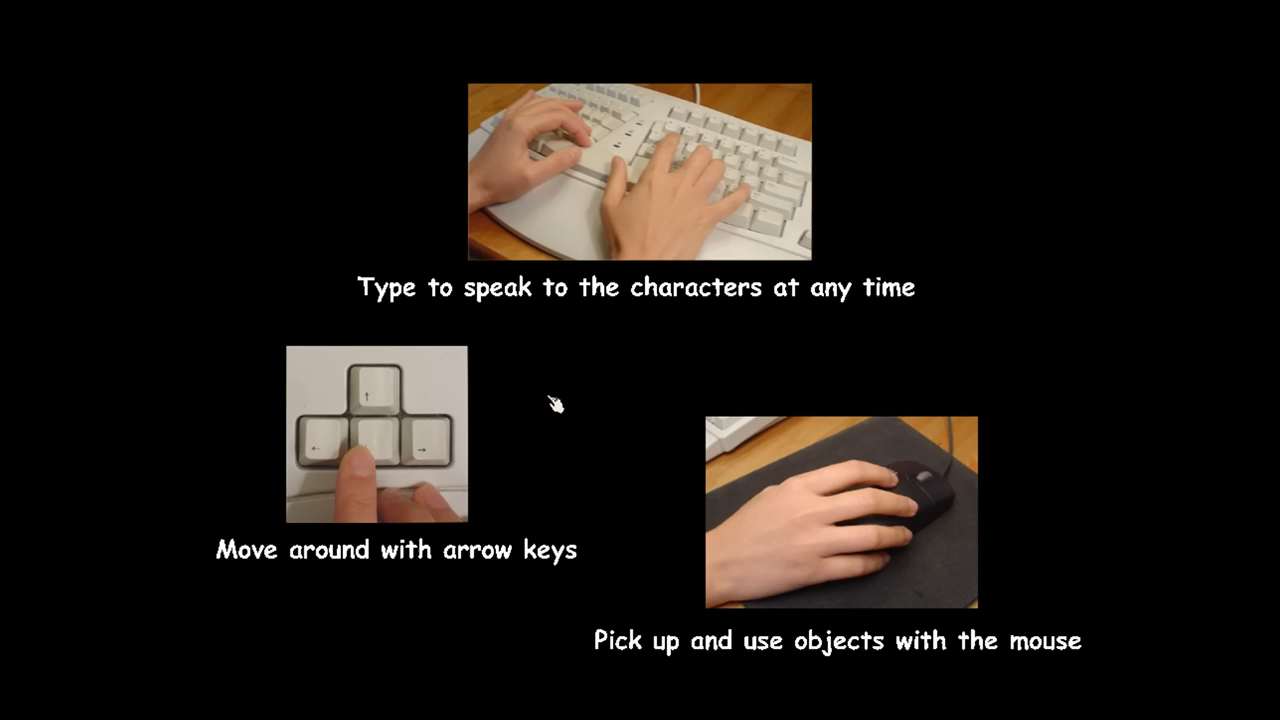 Type to speak to the characters at any time
Move around with arrow keys
Pick up and use objects with the mouse